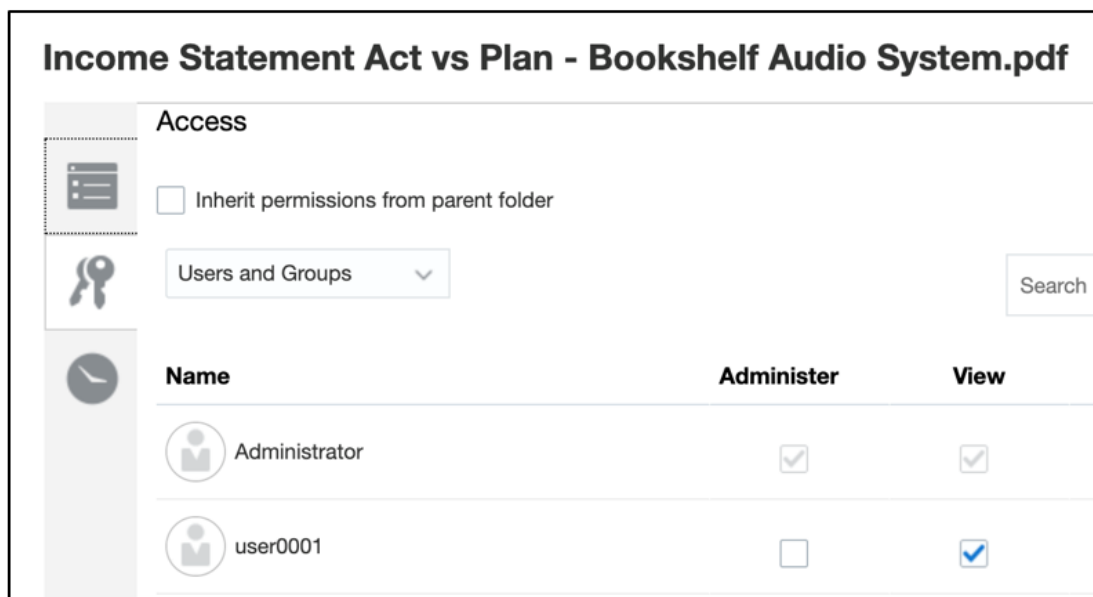 Income Statement Act vs Plan - Bookshelf Audio System.pdf
Access
Inherit permissions from parent folder
Users and Groups
Search
Name Administer View
Administrator
user0001